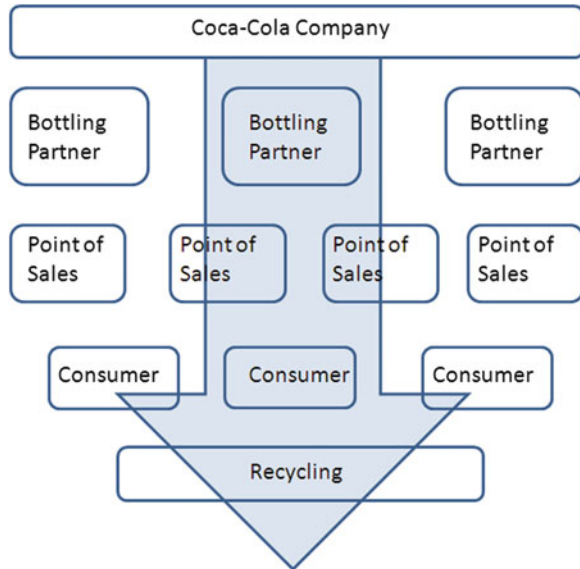 Coca-Cola Company
Bottling
Partner
Bottling
Partner
Bottling
Partner
Point of
Sales
Point of
Sales
Point of
Sales
Point of
Sales
Consumer
Consumer
Consumer
Recycling